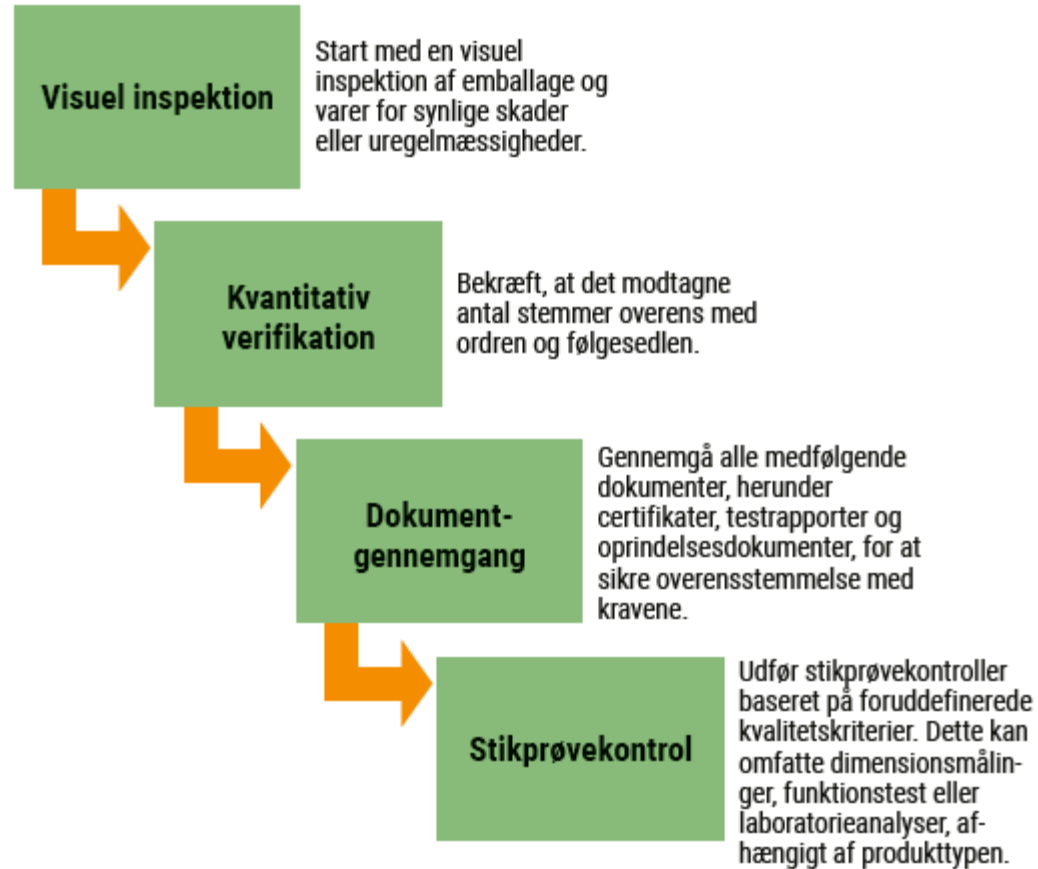 Visuel inspektion
Start med en visuel
inspektion af emballage og
varer for synlige skader
eller uregelmæssigheder.
Kvantitativ
verifikation
Bekræft, at det modtagne
antal stemmer overens med
ordren og følgesedlen.
Dokument-
gennemgang
Gennemgå alle medfølgende
dokumenter, herunder
certifikater, testrapporter og
oprindelsesdokumenter, for at
sikre overensstemmelse med
kravene.
Stikprøvekontrol
Udfør stikprøvekontroller
baseret på foruddefinerede
kvalitetskriterier. Dette kan
omfatte dimensionsmålin-
ger, funktionstest eller
laboratorieanalyser, af-
hængigt af produkttypen.